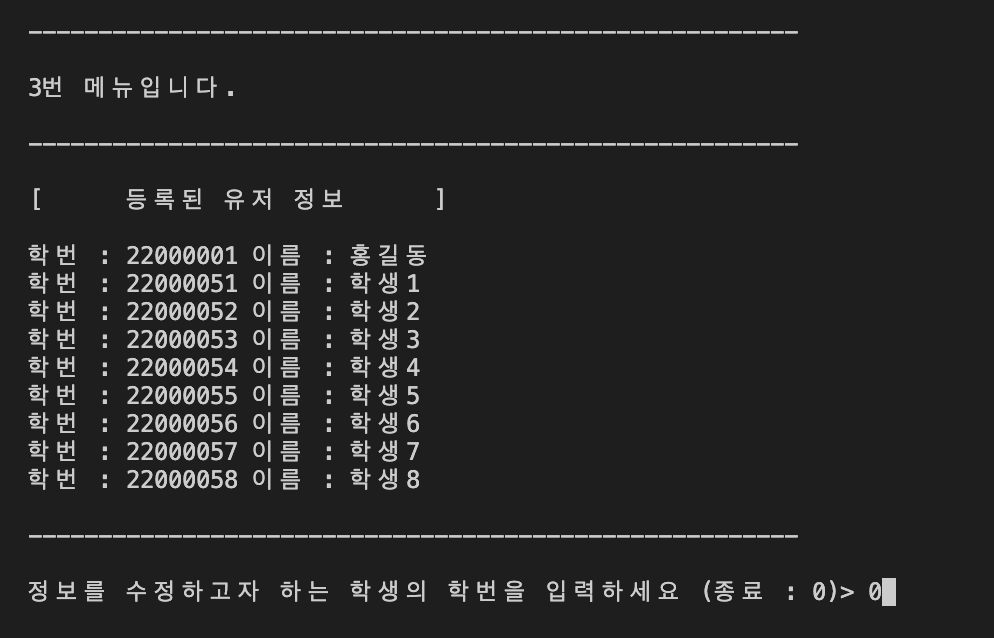 -------------------------------------------------------
3번 메뉴입니다.
-------------------------------------------------------
[      등록된 유저 정보      ]
학번 : 22000001 이름 : 홍길동
학번 : 22000051 이름 : 학생1
학번 : 22000052 이름 : 학생2
학번 : 22000053 이름 : 학생3
학번 : 22000054 이름 : 학생4
학번 : 22000055 이름 : 학생5
학번 : 22000056 이름 : 학생6
학번 : 22000057 이름 : 학생7
학번 : 22000058 이름 : 학생8
-------------------------------------------------------
정보를 수정하고자 하는 학생의 학번을 입력하세요 (종료 : 0)> 0